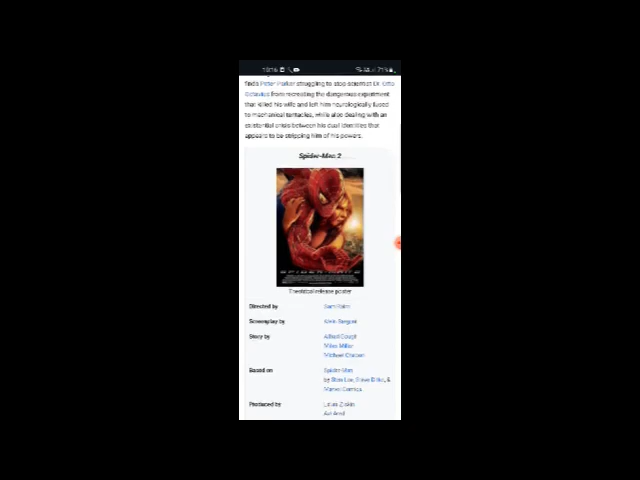 10:16
71%
finds Peter Parker struggling to stop scientist Dr. Otto
Octavius from recreating the dangerous experiment
that killed his wife and left him neurologically fused
to mechanical tentacles, while also dealing with an
existential crisis between his dual identities that
appears to be stripping him of his powers.
Spider-Man 2
Theatrical release poster
Directed by Sam Raimi
Screenplay by Alvin Sargent
Story by Alfred Gough
Miles Millar
Michael Chabon
Based on Spider-Man
by Stan Lee, Steve Ditko, &
Marvel Comics
Produced by Laura Ziskin
Avi Arad